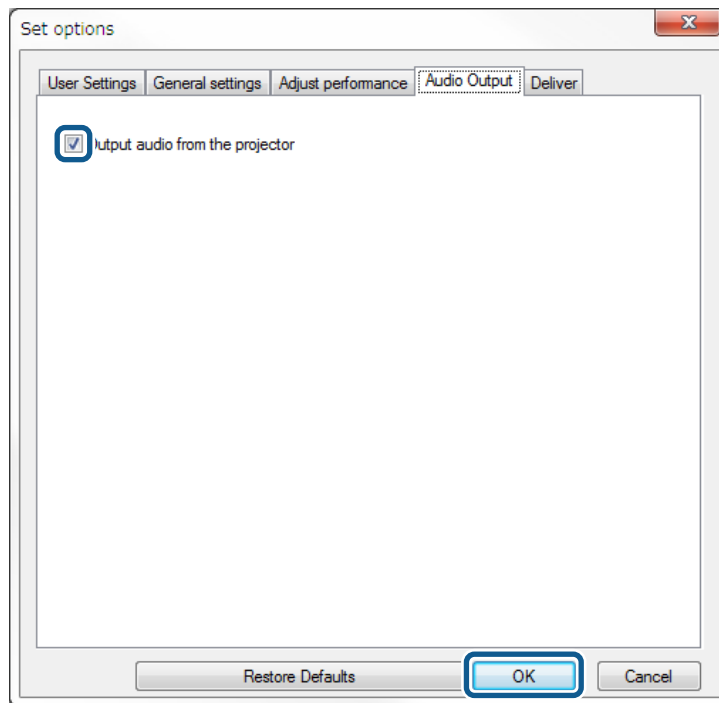 Set options
User Settings General settings Adjust performance Audio Output Deliver
utput audio from the projector
Restore Defaults OK Cancel